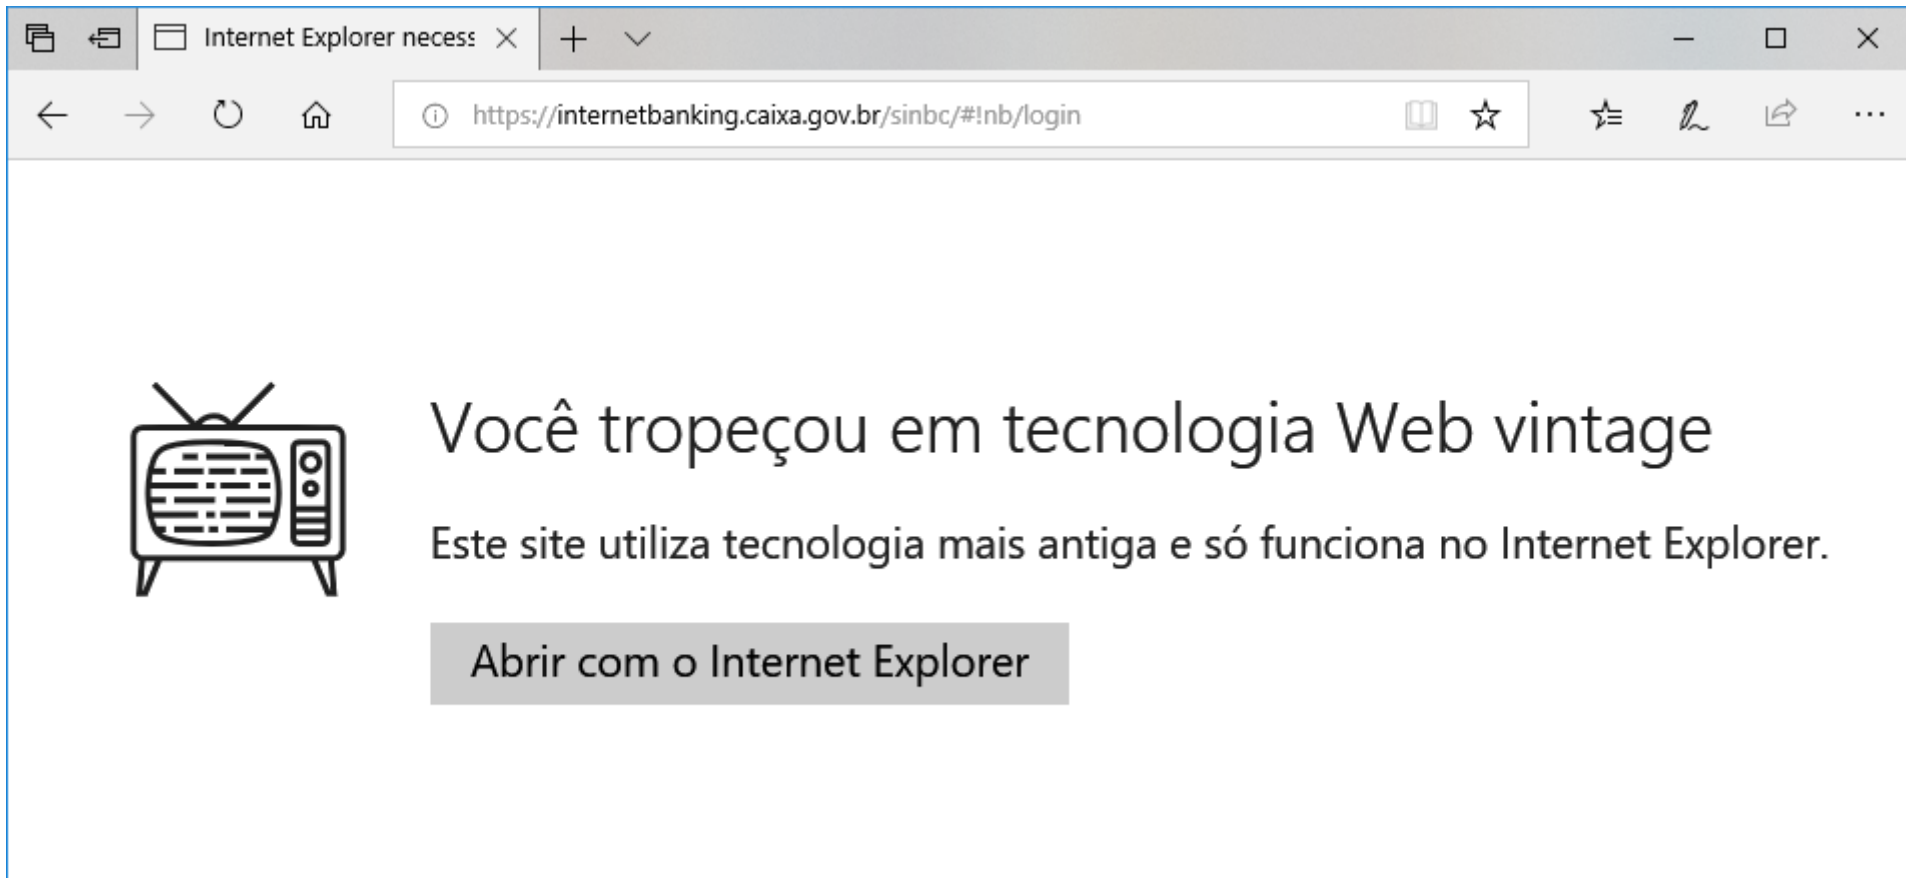 Internet Explorer necess
https://internetbanking.caixa.gov.br/sinbc/#!nb/login
Você tropeçou em tecnologia Web vintage
Este site utiliza tecnologia mais antiga e só funciona no Internet Explorer.
Abrir com o Internet Explorer